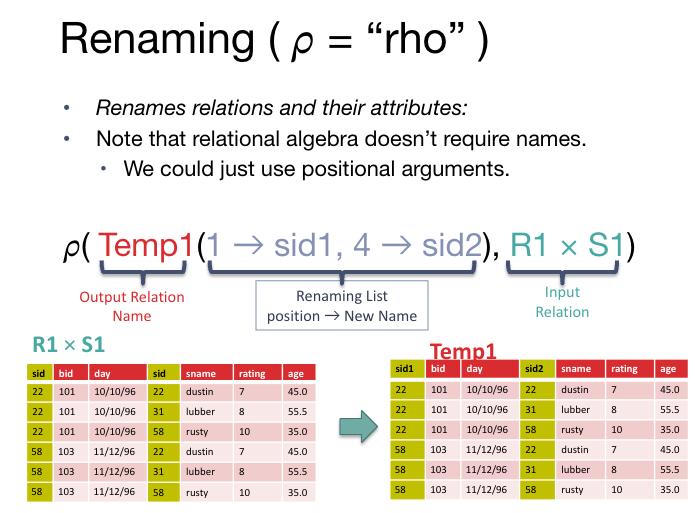 Renaming ( ρ = “rho” )
• Renames relations and their attributes:
• Note that relational algebra doesn’t require names.
• We could just use positional arguments.
ρ( Temp1(1 → sid1, 4 → sid2), R1 × S1)
Output Relation
Name
Renaming List
position → New Name
Input
Relation
R1 × S1
sid bid day sid sname rating age
22 101 10/10/96 22 dustin 7 45.0
22 101 10/10/96 31 lubber 8 55.5
22 101 10/10/96 58 rusty 10 35.0
58 103 11/12/96 22 dustin 7 45.0
58 103 11/12/96 31 lubber 8 55.5
58 103 11/12/96 58 rusty 10 35.0
Temp1
sid1 bid day sid2 sname rating age
22 101 10/10/96 22 dustin 7 45.0
22 101 10/10/96 31 lubber 8 55.5
22 101 10/10/96 58 rusty 10 35.0
58 103 11/12/96 22 dustin 7 45.0
58 103 11/12/96 31 lubber 8 55.5
58 103 11/12/96 58 rusty 10 35.0